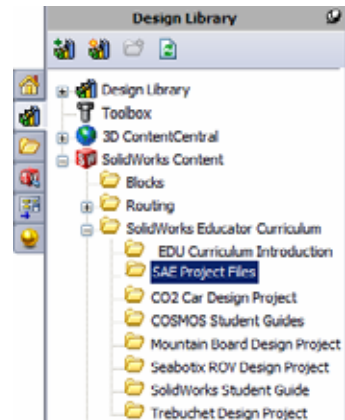 Design Library
Design Library
Toolbox
3D ContentCentral
SolidWorks Content
Blocks
Routing
SolidWorks Educator Curriculum
EDU Curriculum Introduction
SAE Project Files
CO2 Car Design Project
COSMOS Student Guides
Mountain Board Design Project
Seabotix ROV Design Project
SolidWorks Student Guide
Trebuchet Design Project